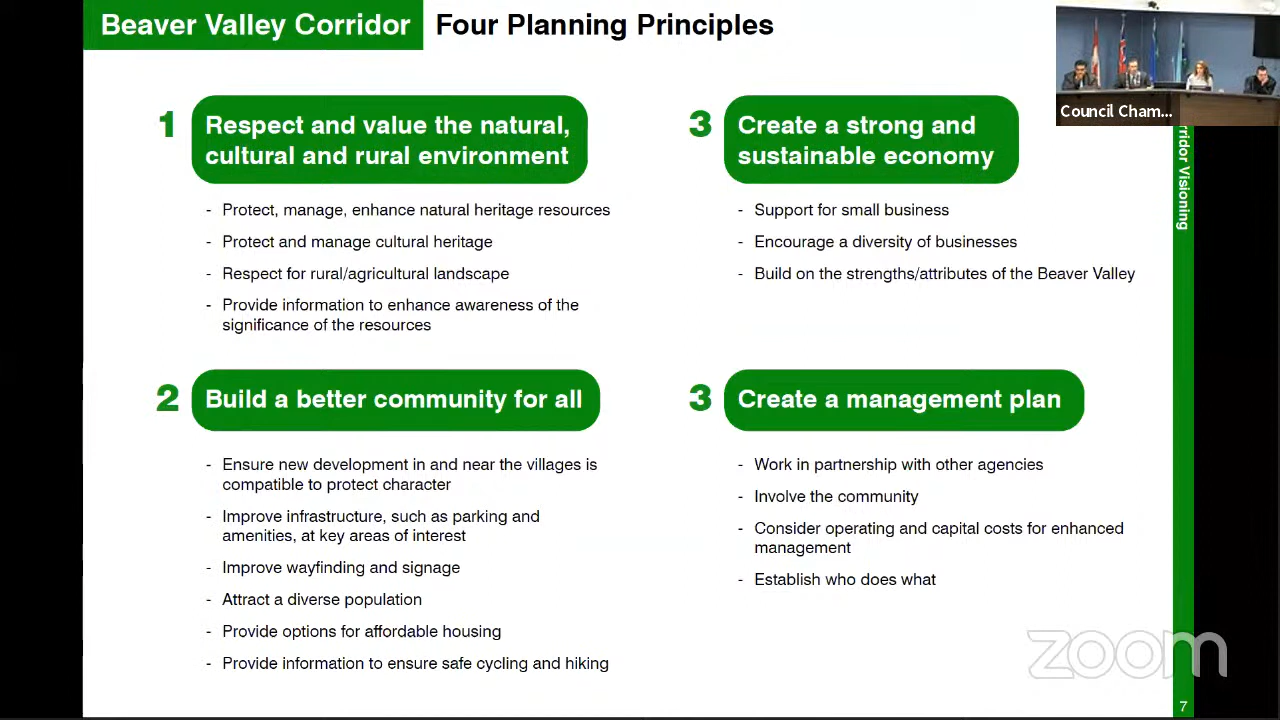 Beaver Valley Corridor Four Planning Principles
Council Cham...
1 Respect and value the natural,
cultural and rural environment
- Protect, manage, enhance natural heritage resources
- Protect and manage cultural heritage
- Respect for rural/agricultural landscape
- Provide information to enhance awareness of the
significance of the resources
2 Build a better community for all
- Ensure new development in and near the villages is
compatible to protect character
- Improve infrastructure, such as parking and
amenities, at key areas of interest
- Improve wayfinding and signage
- Attract a diverse population
- Provide options for affordable housing
- Provide information to ensure safe cycling and hiking
3 Create a strong and
sustainable economy
- Support for small business
- Encourage a diversity of businesses
- Build on the strengths/attributes of the Beaver Valley
3 Create a management plan
- Work in partnership with other agencies
- Involve the community
- Consider operating and capital costs for enhanced
management
- Establish who does what
rridor Visioning
zoom
7